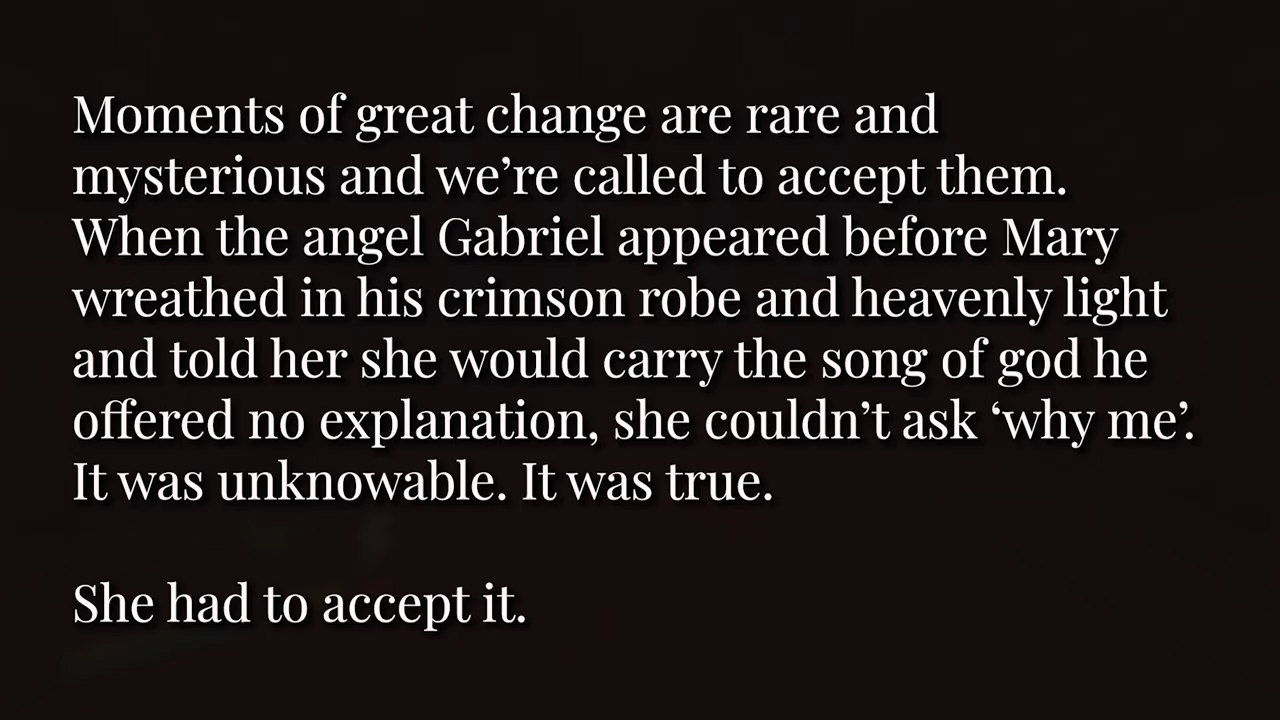 Moments of great change are rare and
mysterious and we’re called to accept them.
When the angel Gabriel appeared before Mary
wreathed in his crimson robe and heavenly light
and told her she would carry the song of god he
offered no explanation, she couldn’t ask ‘why me’.
It was unknowable. It was true.
She had to accept it.